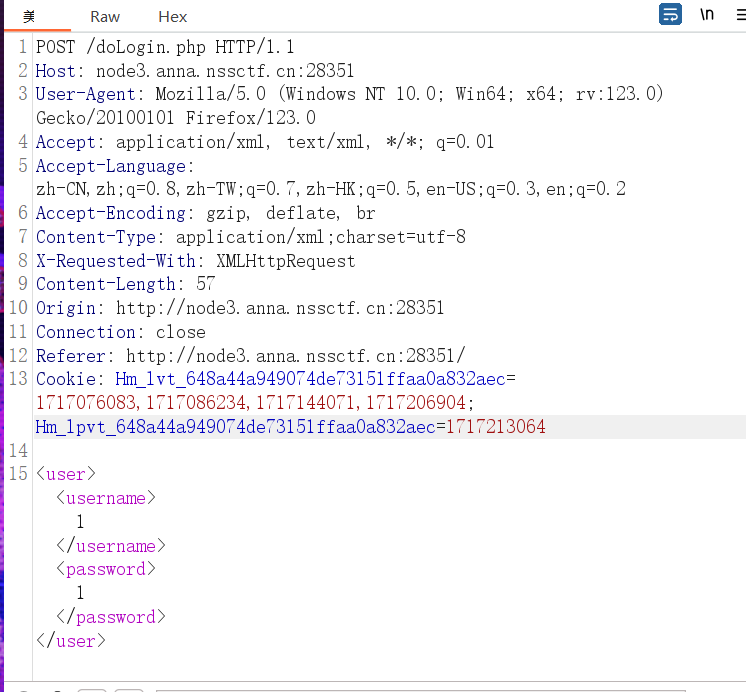 美 Raw Hex \n
1 POST /doLogin.php HTTP/1.1
2 Host: node3.anna.nssctf.cn:28351
3 User-Agent: Mozilla/5.0 (Windows NT 10.0; Win64; x64; rv:123.0)
Gecko/20100101 Firefox/123.0
4 Accept: application/xml, text/xml, */*; q=0.01
5 Accept-Language:
zh-CN,zh;q=0.8,zh-TW;q=0.7,zh-HK;q=0.5,en-US;q=0.3,en;q=0.2
6 Accept-Encoding: gzip, deflate, br
7 Content-Type: application/xml;charset=utf-8
8 X-Requested-With: XMLHttpRequest
9 Content-Length: 57
10 Origin: http://node3.anna.nssctf.cn:28351
11 Connection: close
12 Referer: http://node3.anna.nssctf.cn:28351/
13 Cookie: Hm_lvt_648a44a949074de73151ffaa0a832aec=
1717076083,1717086234,1717144071,1717206904;
Hm_lpvt_648a44a949074de73151ffaa0a832aec=1717213064
14
15 <user>
<username>
1
</username>
<password>
1
</password>
</user>